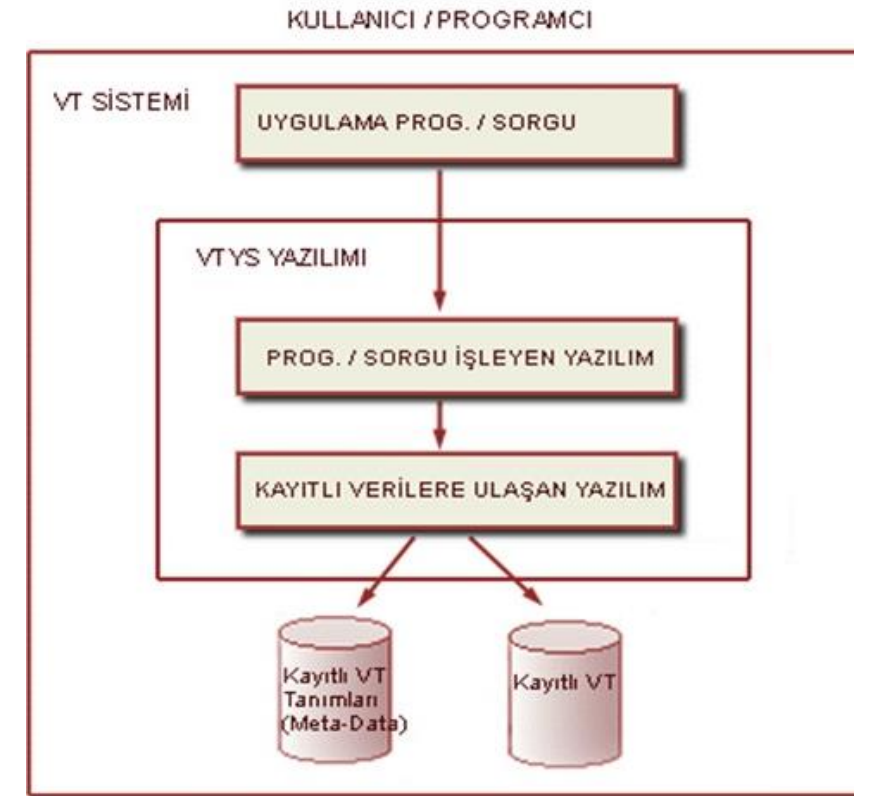 KULLANICI / PROGRAMCI
VT SİSTEMİ
UYGULAMA PROG. / SORGU
VTYS YAZILIMI
PROG. / SORGU İŞLEYEN YAZILIM
KAYITLI VERİLERE ULAŞAN YAZILIM
Kayıtlı VT
Tanımları
(Meta-Data)
Kayıtlı VT